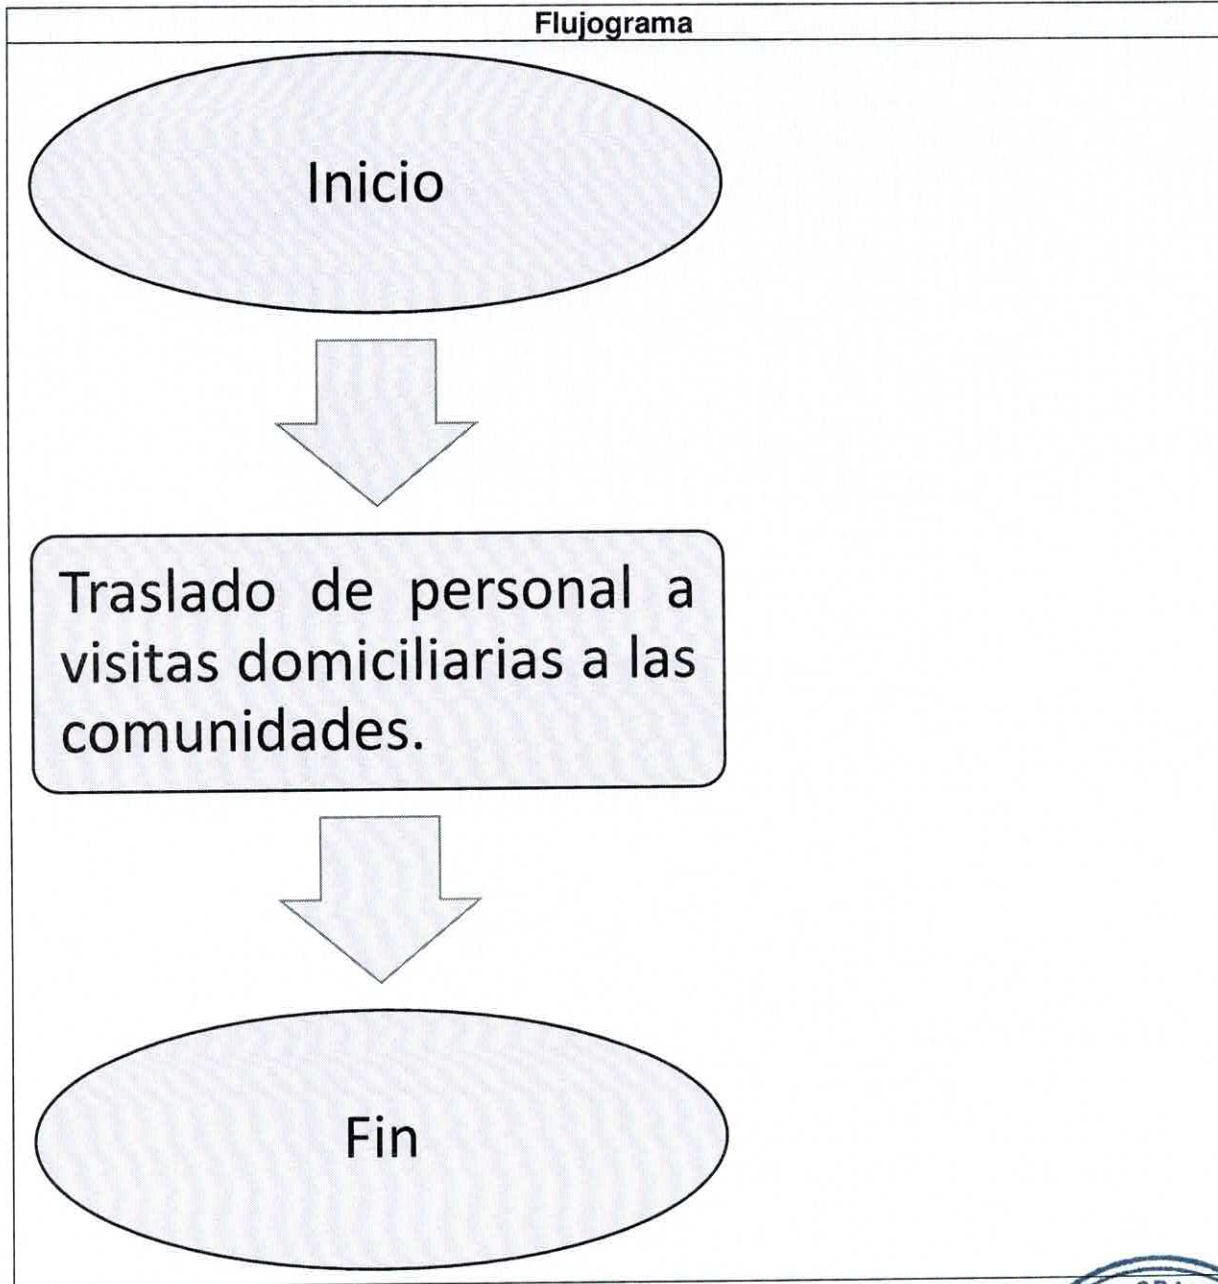 Flujograma
Inicio
Traslado de personal a
visitas domiciliarias a las
comunidades.
Fin